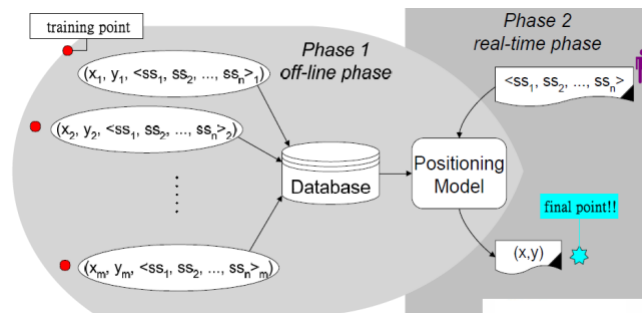 training point
Phase 1
off-line phase
Phase 2
real-time phase
(x₁, y₁, <ss₁, ss₂, ..., ssₙ>₁)
(x₂, y₂, <ss₁, ss₂, ..., ssₙ>₂)
......
(xₘ, yₘ, <ss₁, ss₂, ..., ssₙ>ₘ)
Database
Positioning
Model
<ss₁, ss₂, ..., ssₙ>
final point!!
(x,y)